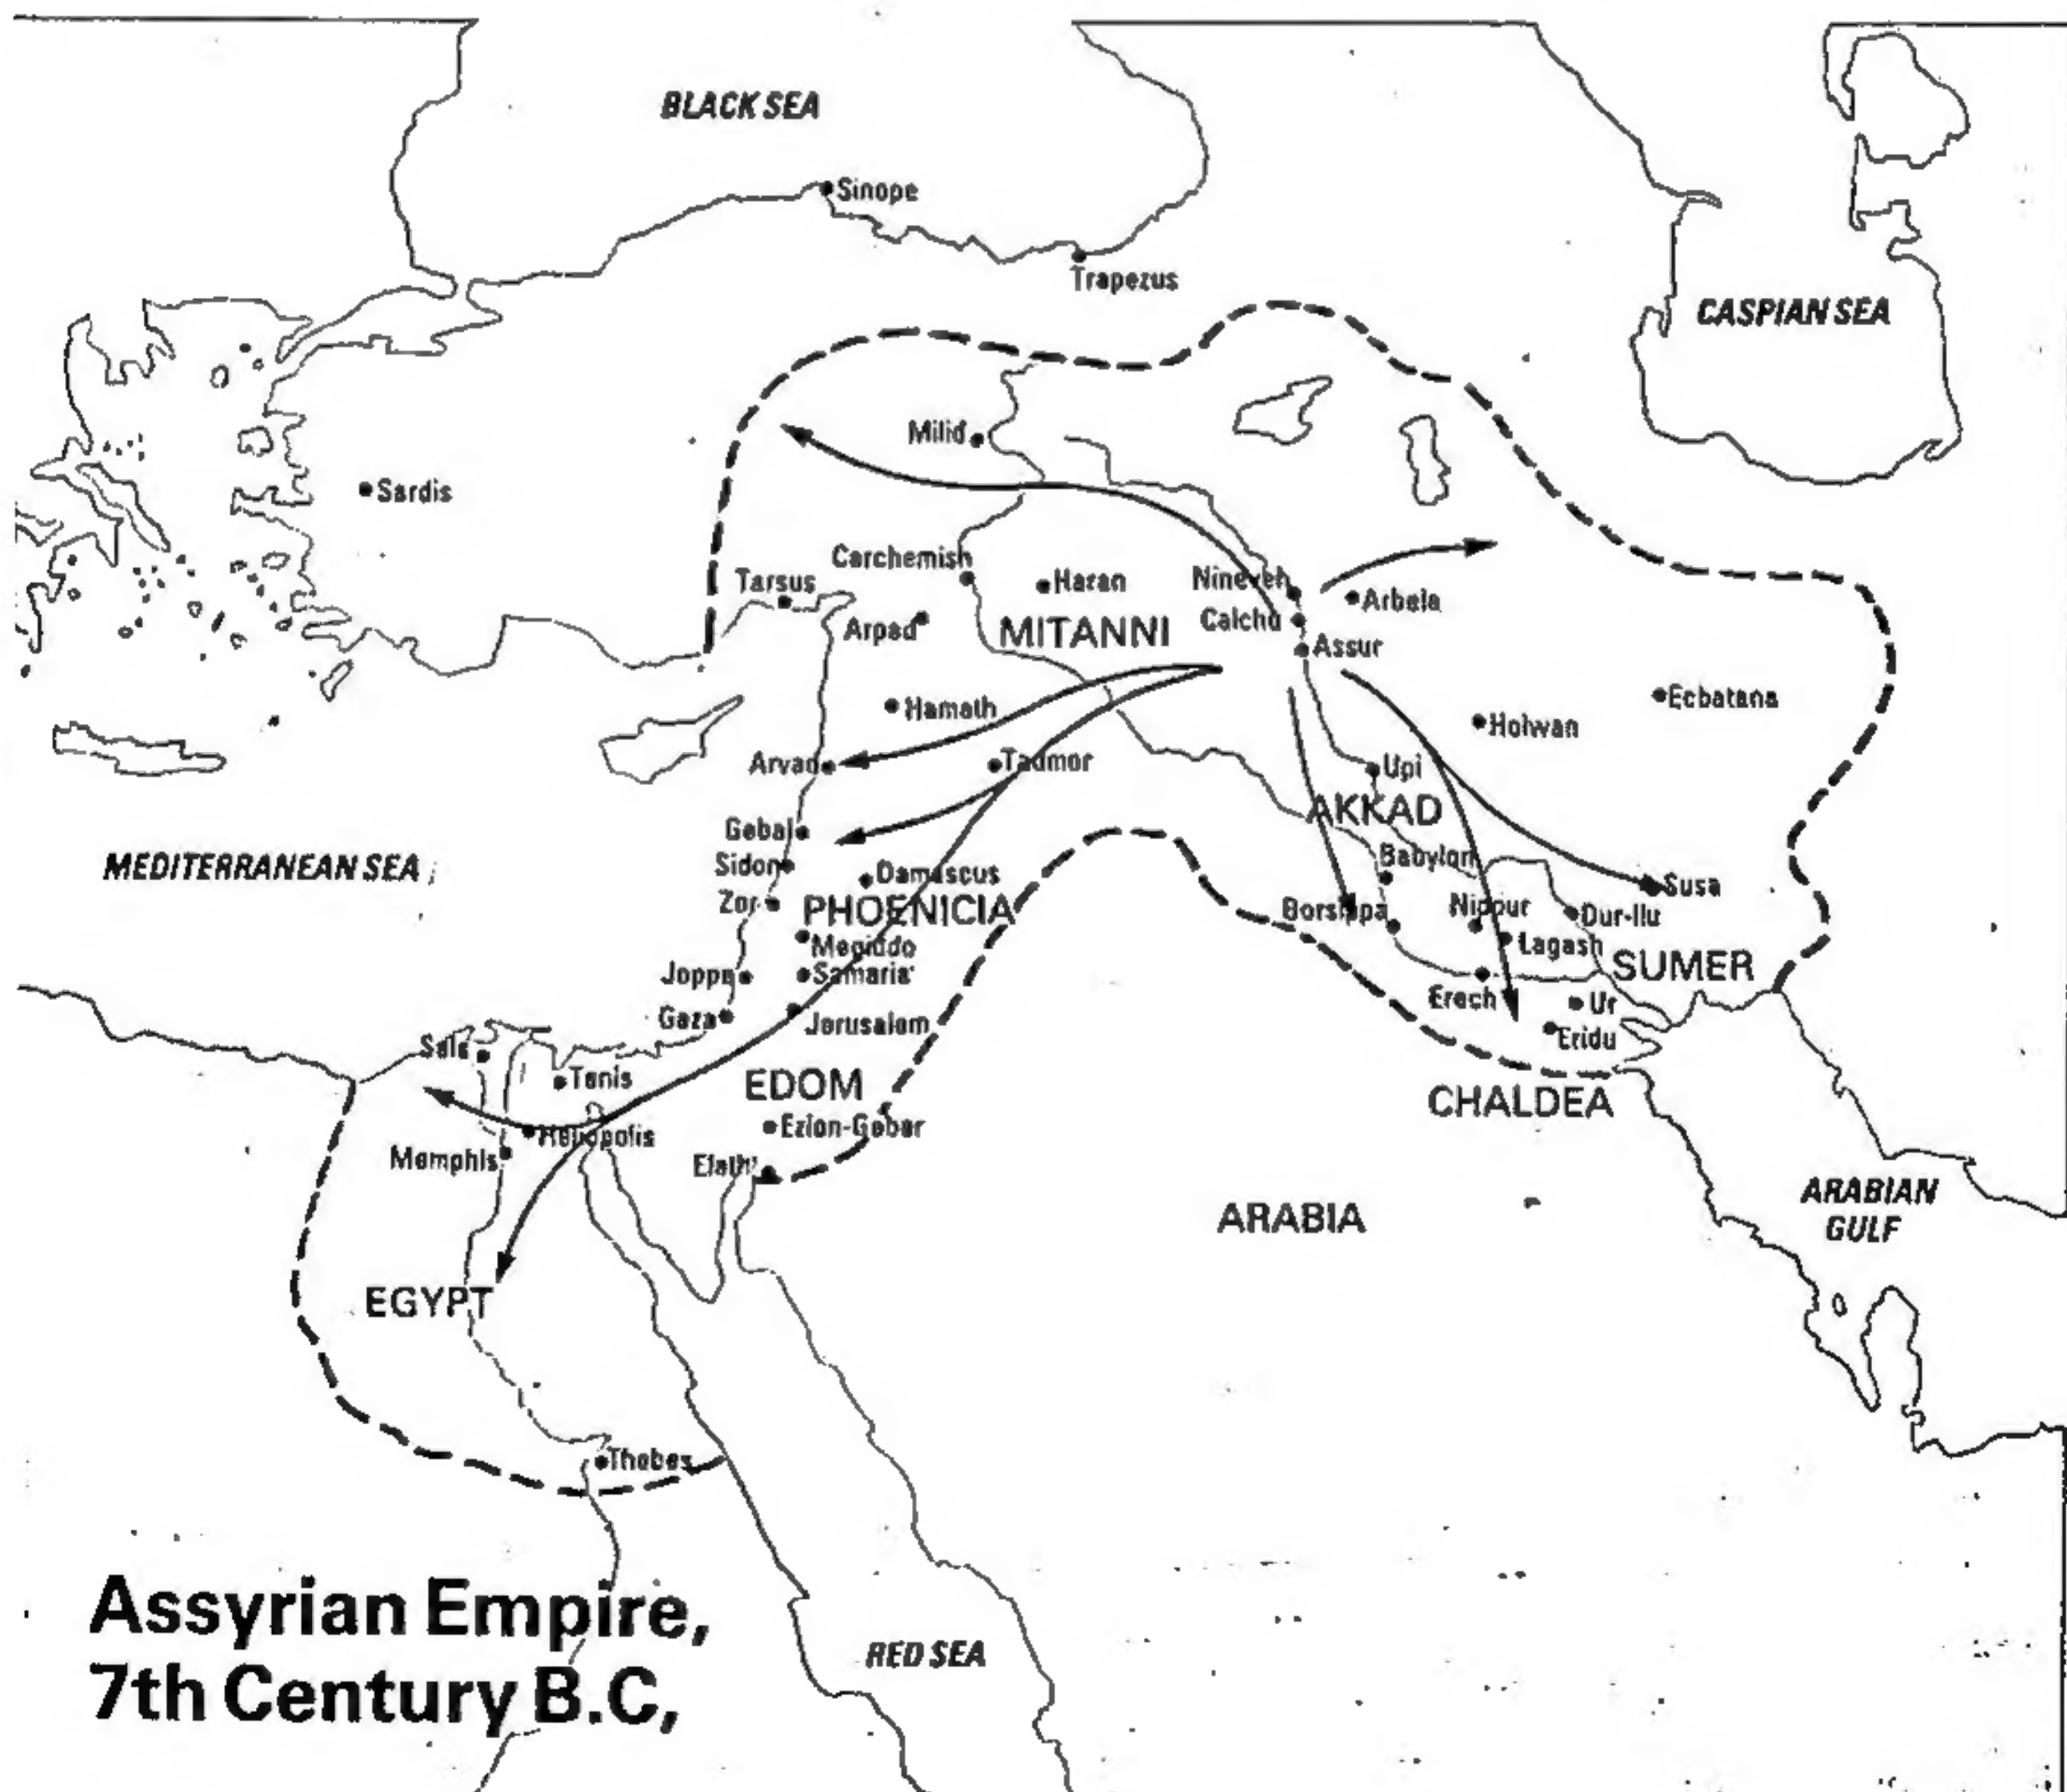 BLACK SEA
Sinope
Trapezus
CASPIAN SEA
Milid
Sardis
Carchemish
Haran
Nineveh
Tarsus
Arbela
Calchu
Arpad
MITANNI
Assur
Ecbatana
Hamath
Holwan
Arvad
Tadmor
Upi
AKKAD
Gebal
MEDITERRANEAN SEA
Sidon
Babylon
Damascus
Susa
Zor
PHOENICIA
Borsippa
Nippur
Dur-Ilu
Megiddo
Lagash
Joppa
Samaria
SUMER
Erech
Ur
Gaza
Jerusalem
Eridu
Sais
Tanis
EDOM
CHALDEA
Ezion-Geber
Heliopolis
Memphis
Elath
ARABIA
ARABIAN
GULF
EGYPT
Thebes
Assyrian Empire,
7th Century B.C,
RED SEA